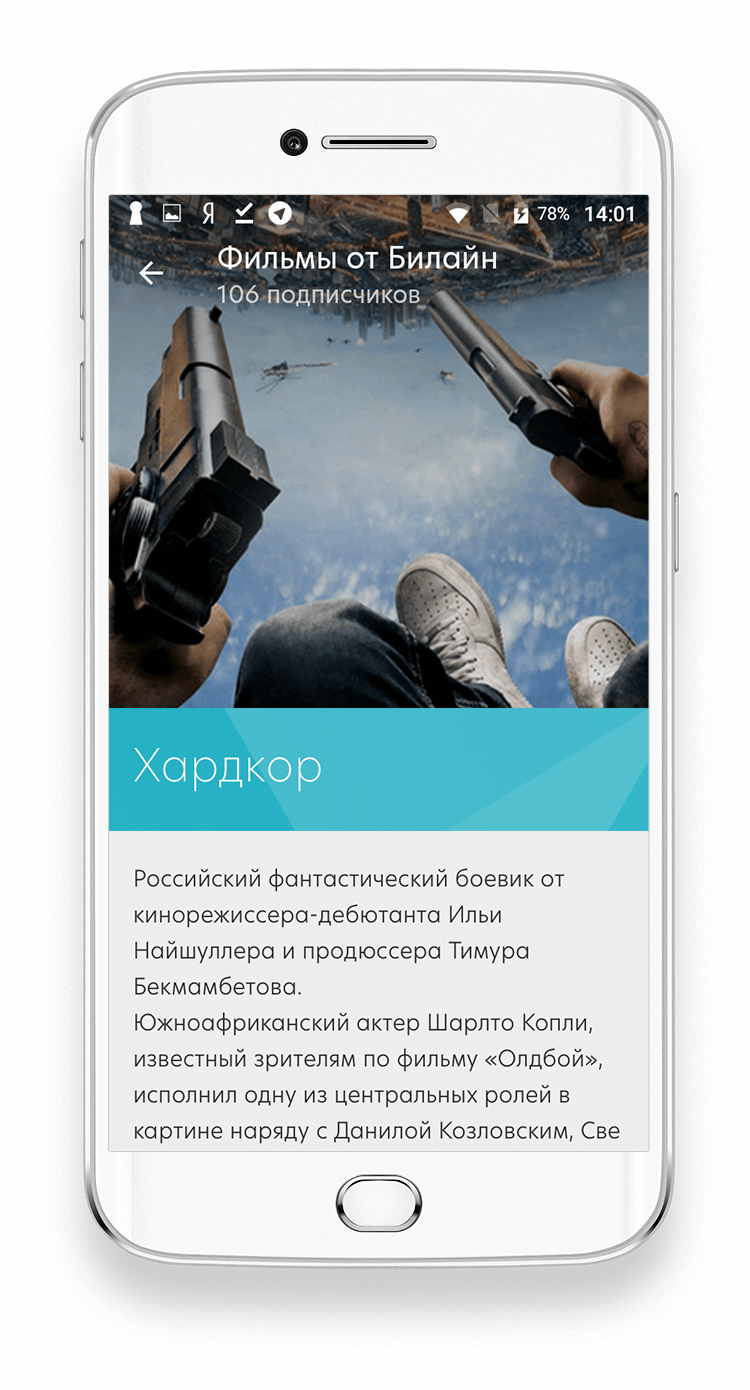 Я 78% 14:01
Фильмы от Билайн
106 подписчиков
Хардкор
Российский фантастический боевик от
кинорежиссера-дебютанта Ильи
Найшуллера и продюссера Тимура
Бекмамбетова.
Южноафриканский актер Шарлто Копли,
известный зрителям по фильму «Олдбой»,
исполнил одну из центральных ролей в
картине наряду с Данилой Козловским, Све